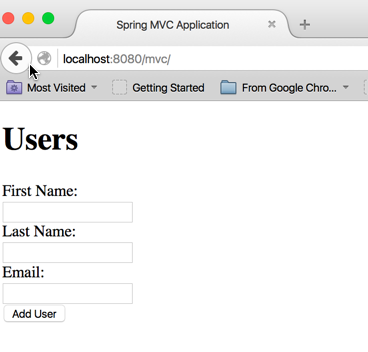 Spring MVC Application
localhost:8080/mvc/
Most Visited Getting Started From Google Chro...
Users
First Name:
Last Name:
Email:
Add User